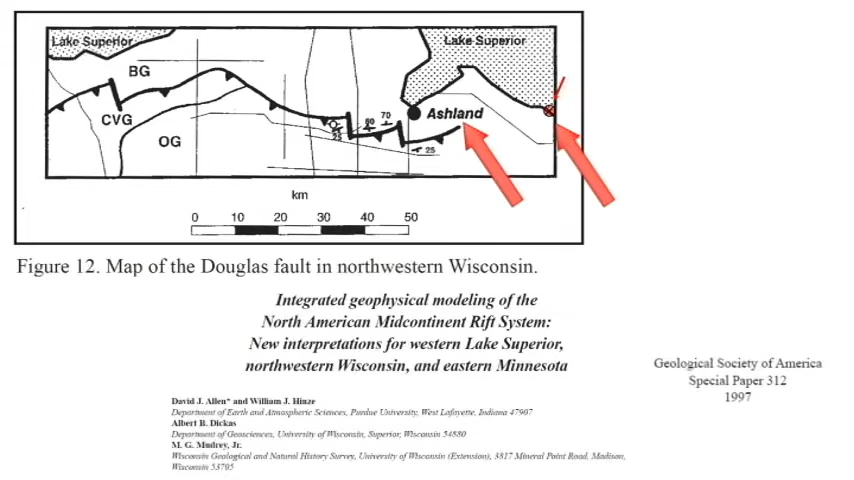 Lake Superior
Lake Superior
BG
CVG
OG
Ashland
70
60
25
25
km
0 10 20 30 40 50
Figure 12. Map of the Douglas fault in northwestern Wisconsin.
Integrated geophysical modeling of the
North American Midcontinent Rift System:
New interpretations for western Lake Superior,
northwestern Wisconsin, and eastern Minnesota
Geological Society of America
Special Paper 312
1997
David J. Allen* and William J. Hinze
Department of Earth and Atmospheric Sciences, Purdue University, West Lafayette, Indiana 47907
Albert B. Dickas
Department of Geosciences, University of Wisconsin, Superior, Wisconsin 54880
M. G. Mudrey, Jr.
Wisconsin Geological and Natural History Survey, University of Wisconsin (Extension), 3817 Mineral Point Road, Madison,
Wisconsin 53705